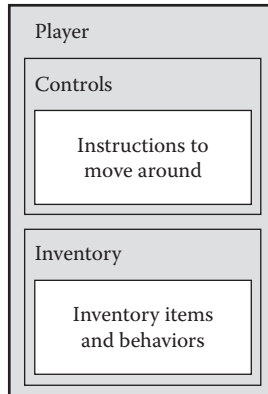 Player
Controls
Instructions to
move around
Inventory
Inventory items
and behaviors